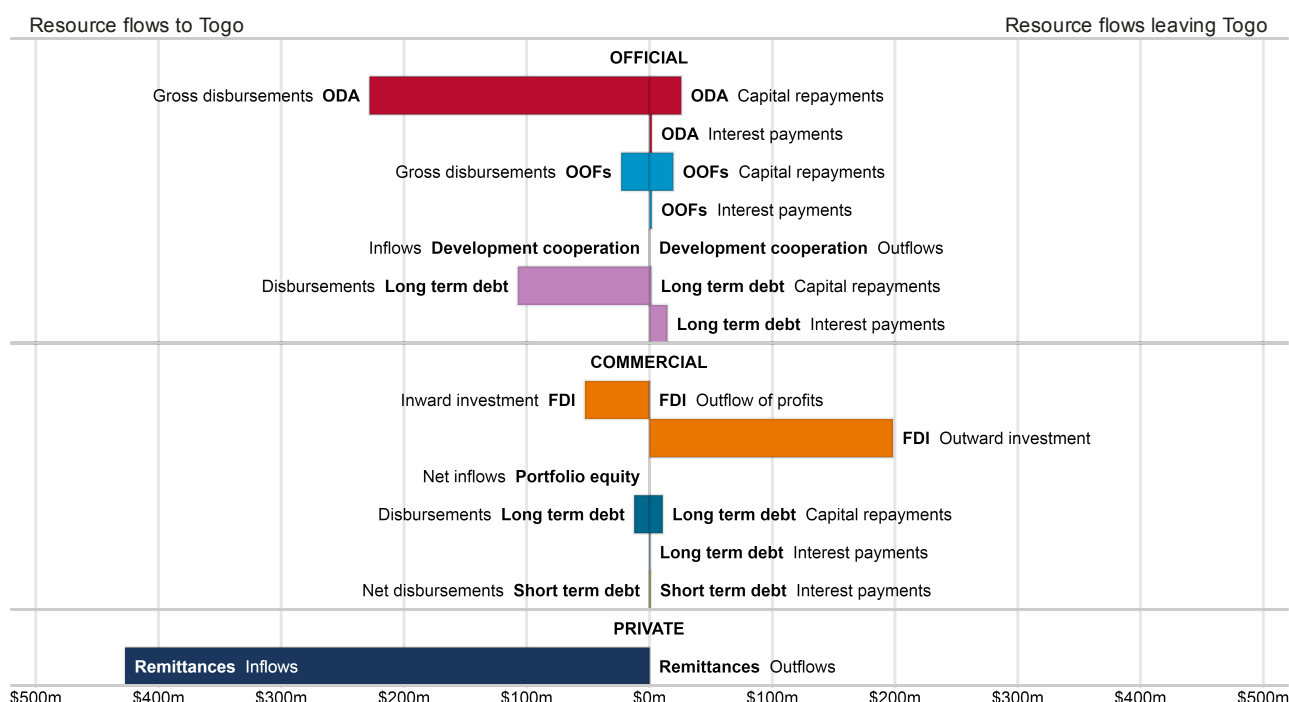 Resource flows to Togo Resource flows leaving Togo
OFFICIAL
Gross disbursements ODA ODA Capital repayments
ODA Interest payments
Gross disbursements OOFs OOFs Capital repayments
OOFs Interest payments
Inflows Development cooperation Development cooperation Outflows
Disbursements Long term debt Long term debt Capital repayments
Long term debt Interest payments
COMMERCIAL
Inward investment FDI FDI Outflow of profits
FDI Outward investment
Net inflows Portfolio equity
Disbursements Long term debt Long term debt Capital repayments
Long term debt Interest payments
Net disbursements Short term debt Short term debt Interest payments
PRIVATE
Remittances Inflows Remittances Outflows
$500m $400m $300m $200m $100m $0m $100m $200m $300m $400m $500m